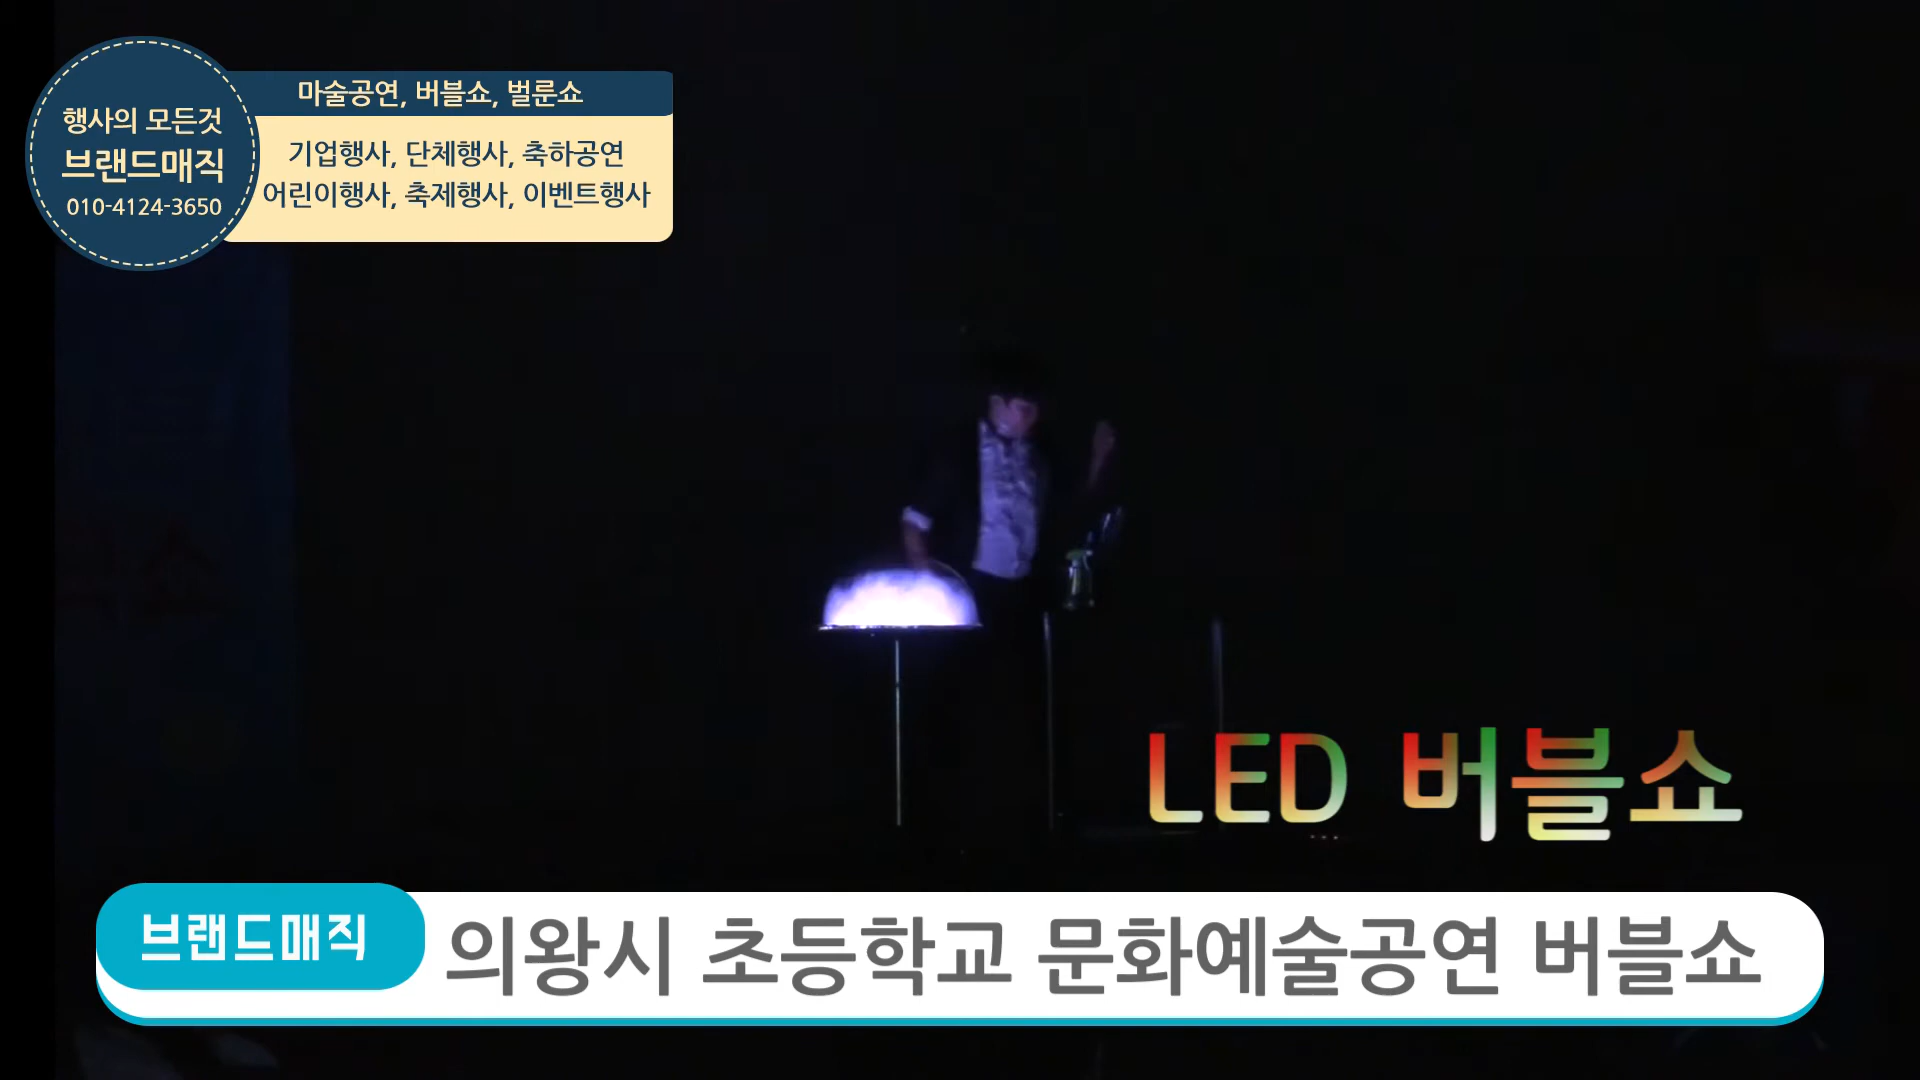 행사의 모든것
브랜드매직
010-4124-3650
마술공연, 버블쇼, 벌룬쇼
기업행사, 단체행사, 축하공연
어린이행사, 축제행사, 이벤트행사
LED 버블쇼
브랜드매직
의왕시 초등학교 문화예술공연 버블쇼